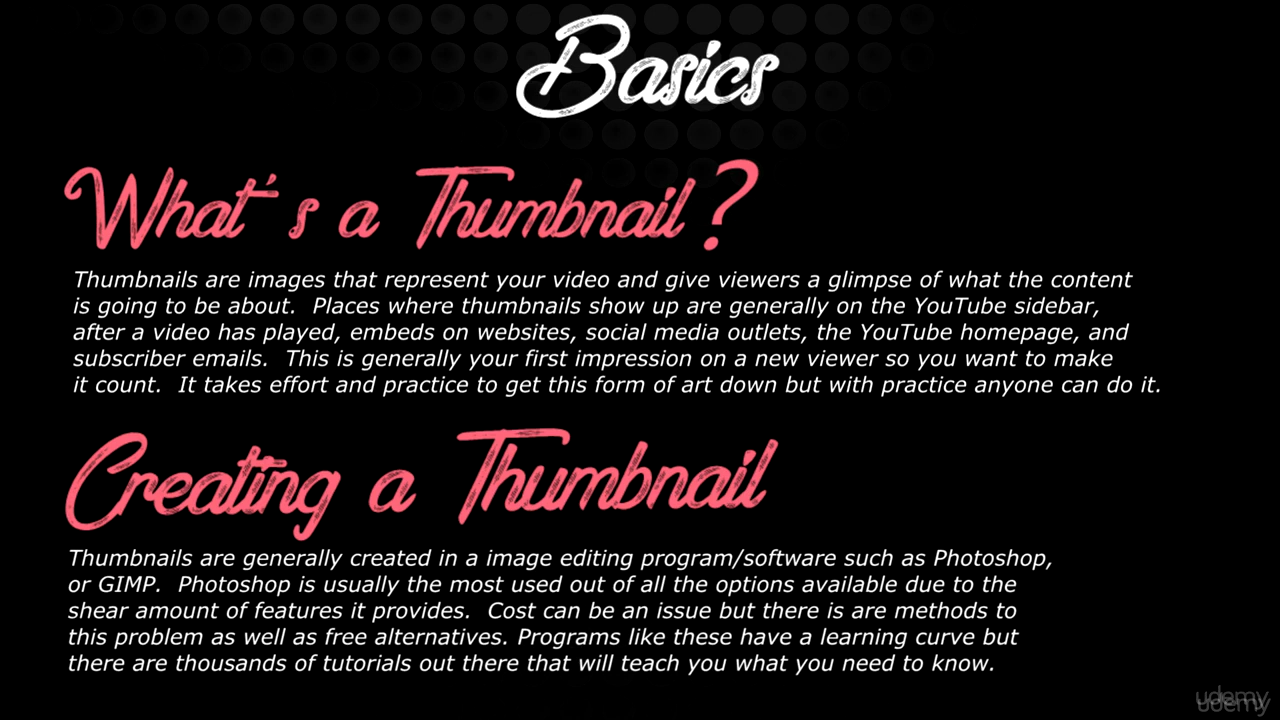 Basics
What's a Thumbnail?
Thumbnails are images that represent your video and give viewers a glimpse of what the content
is going to be about.  Places where thumbnails show up are generally on the YouTube sidebar,
after a video has played, embeds on websites, social media outlets, the YouTube homepage, and
subscriber emails.  This is generally your first impression on a new viewer so you want to make
it count.  It takes effort and practice to get this form of art down but with practice anyone can do it.
Creating a Thumbnail
Thumbnails are generally created in a image editing program/software such as Photoshop,
or GIMP.  Photoshop is usually the most used out of all the options available due to the
shear amount of features it provides.  Cost can be an issue but there is are methods to
this problem as well as free alternatives. Programs like these have a learning curve but
there are thousands of tutorials out there that will teach you what you need to know.
udemy
udemy